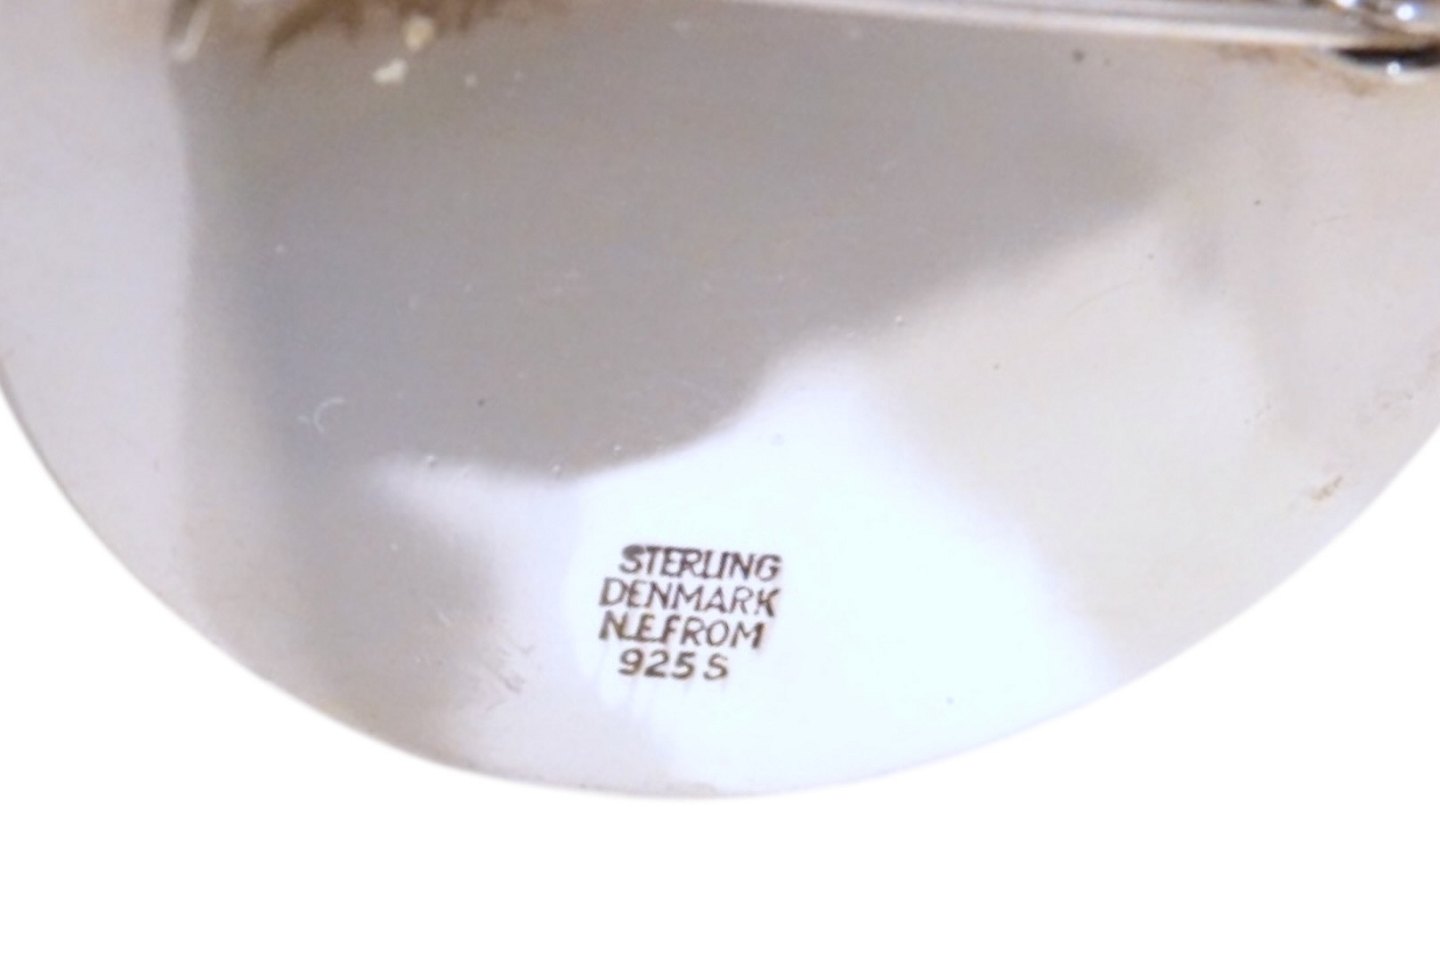 STERLING
DENMARK
N.E.FROM
925 S